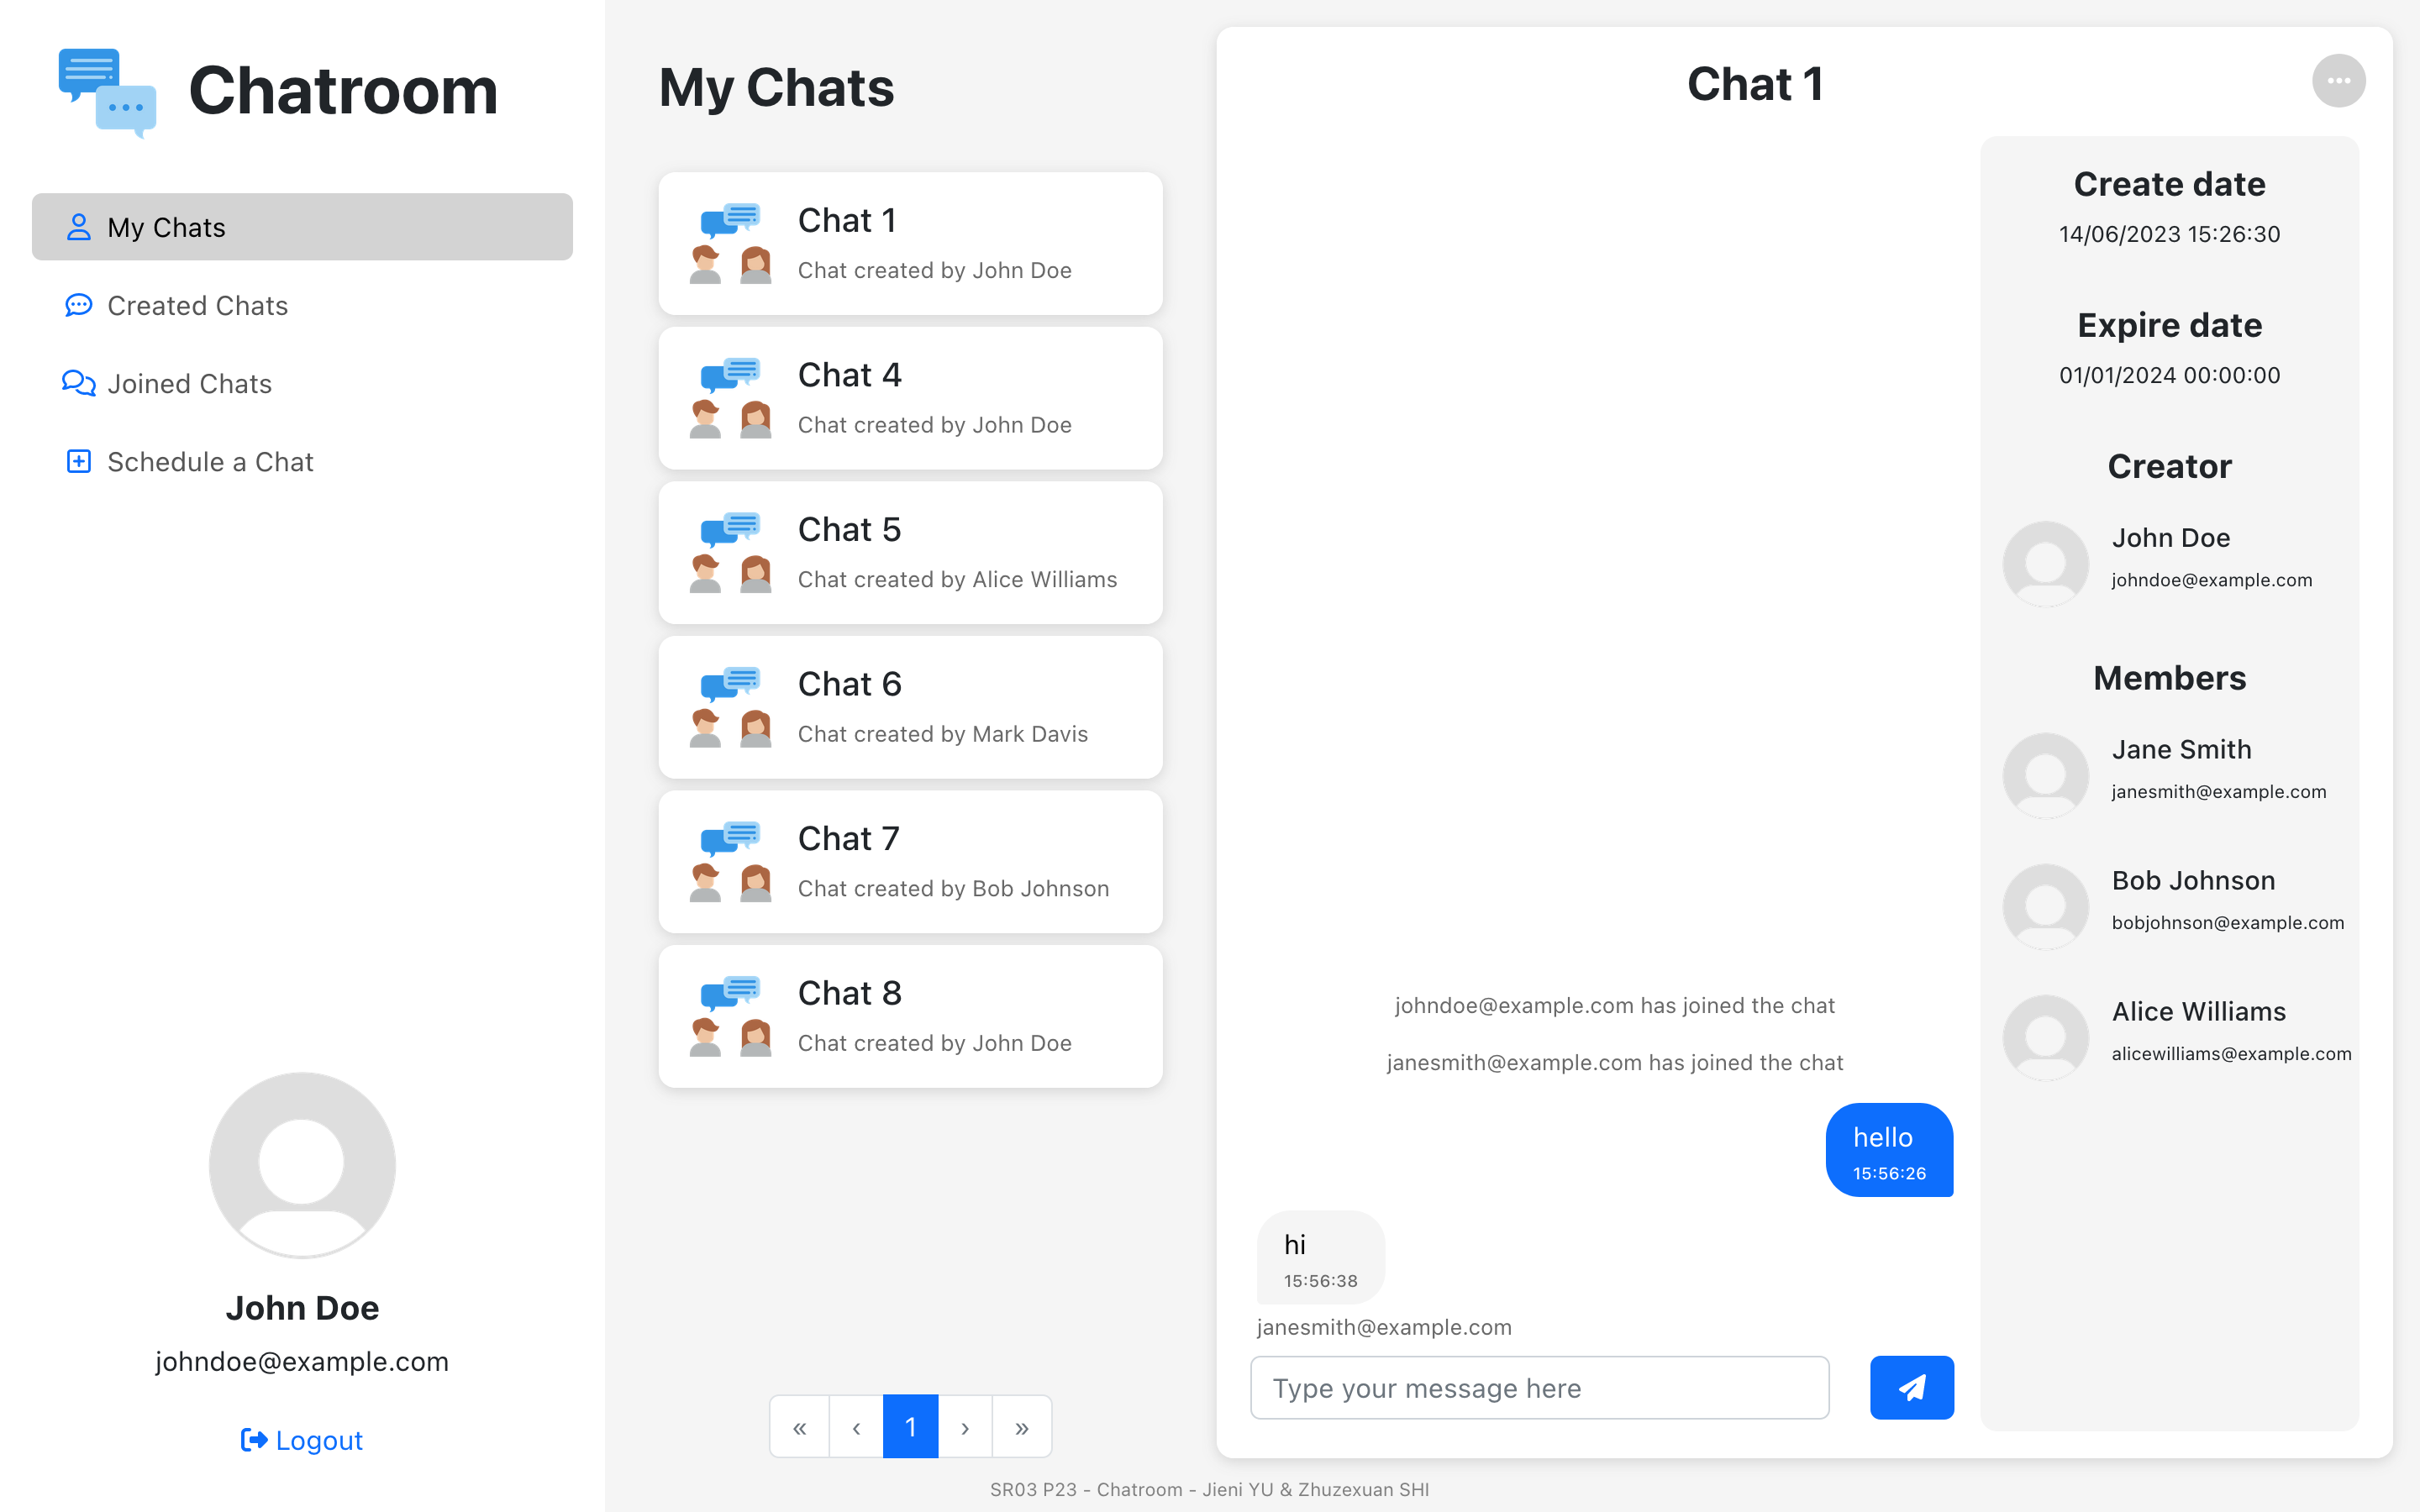 Chatroom
My Chats
Created Chats
Joined Chats
Schedule a Chat
John Doe
johndoe@example.com
Logout
My Chats
Chat 1
Chat created by John Doe
Chat 4
Chat created by John Doe
Chat 5
Chat created by Alice Williams
Chat 6
Chat created by Mark Davis
Chat 7
Chat created by Bob Johnson
Chat 8
Chat created by John Doe
« ‹ 1 › »
Chat 1
johndoe@example.com has joined the chat
janesmith@example.com has joined the chat
hello
15:56:26
hi
15:56:38
janesmith@example.com
Type your message here
Create date
14/06/2023 15:26:30
Expire date
01/01/2024 00:00:00
Creator
John Doe
johndoe@example.com
Members
Jane Smith
janesmith@example.com
Bob Johnson
bobjohnson@example.com
Alice Williams
alicewilliams@example.com
SR03 P23 - Chatroom - Jieni YU & Zhuzexuan SHI